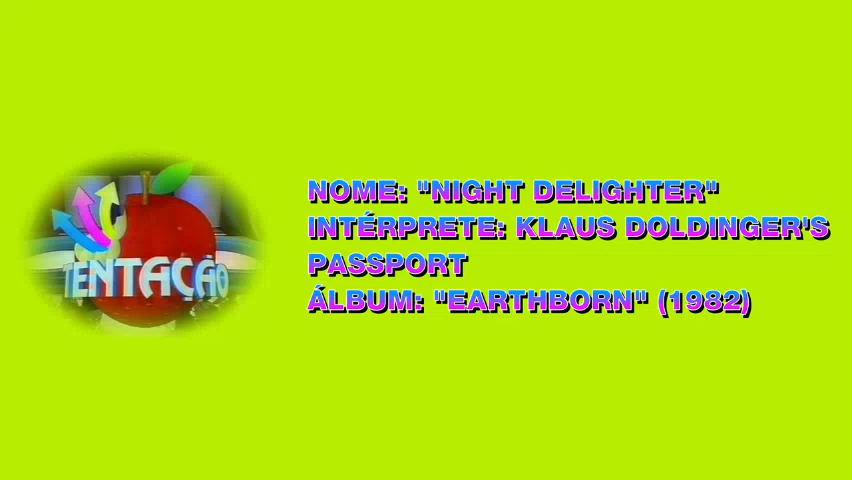 TENTAÇÃO
NOME: "NIGHT DELIGHTER"
INTÉRPRETE: KLAUS DOLDINGER'S
PASSPORT
ÁLBUM: "EARTHBORN" (1982)